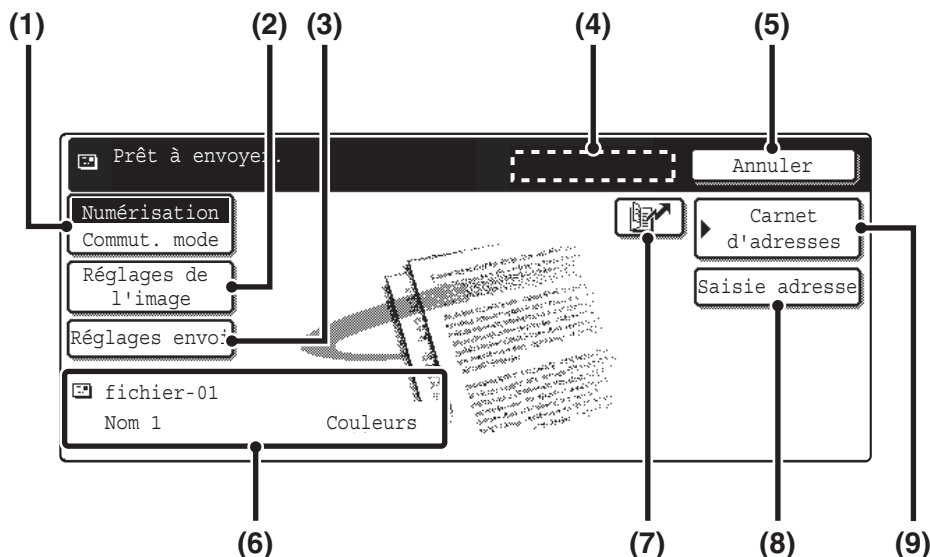 (1) (2) (3) (4) (5)
Prêt à envoyer.
Annuler
Numérisation
Commut. mode
Carnet
d'adresses
Réglages de
l'image
Saisie adresse
Réglages envoi
fichier-01
Nom 1 Couleurs
(6) (7) (8) (9)